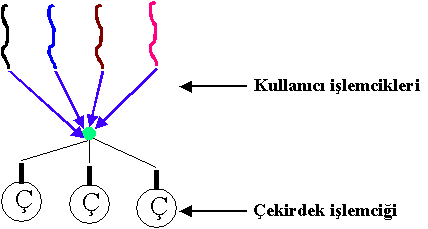 Kullanıcı işlemcikleri
Ç
Ç
Ç
Çekirdek işlemciği